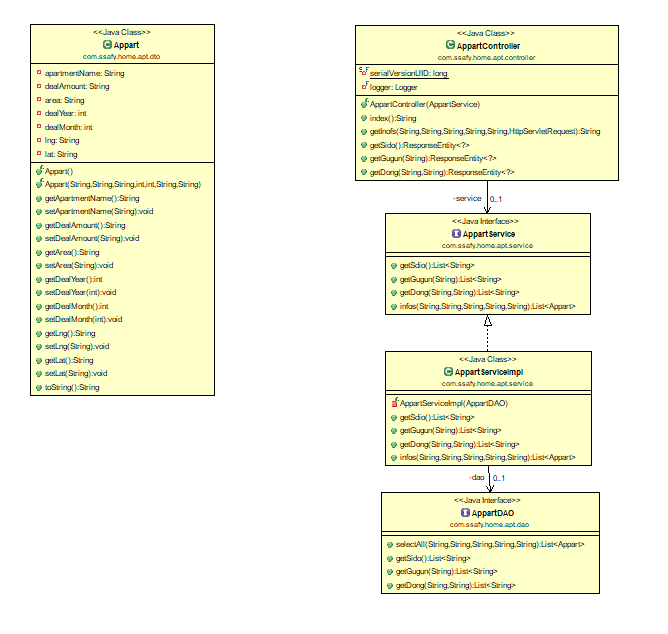 <<Java Class>>
Appart
com.ssafy.home.apt.dto
apartmentName: String
dealAmount: String
area: String
dealYear: int
dealMonth: int
lng: String
lat: String
Appart()
Appart(String,String,String,int,int,String,String)
getApartmentName():String
setApartmentName(String):void
getDealAmount():String
setDealAmount(String):void
getArea():String
setArea(String):void
getDealYear():int
setDealYear(int):void
getDealMonth():int
setDealMonth(int):void
getLng():String
setLng(String):void
getLat():String
setLat(String):void
toString():String
<<Java Class>>
AppartController
com.ssafy.home.apt.controller
serialVersionUID: long
logger: Logger
AppartController(AppartService)
index():String
getInofs(String,String,String,String,String,HttpServletRequest):String
getSido():ResponseEntity<?>
getGugun(String):ResponseEntity<?>
getDong(String,String):ResponseEntity<?>
-service 0..1
<<Java Interface>>
AppartService
com.ssafy.home.apt.service
getSdio():List<String>
getGugun(String):List<String>
getDong(String,String):List<String>
infos(String,String,String,String,String):List<Appart>
<<Java Class>>
AppartServiceImpl
com.ssafy.home.apt.service
AppartServiceImpl(AppartDAO)
getSdio():List<String>
getGugun(String):List<String>
getDong(String,String):List<String>
infos(String,String,String,String,String):List<Appart>
-dao 0..1
<<Java Interface>>
AppartDAO
com.ssafy.home.apt.dao
selectAll(String,String,String,String,String):List<Appart>
getSido():List<String>
getGugun(String):List<String>
getDong(String,String):List<String>